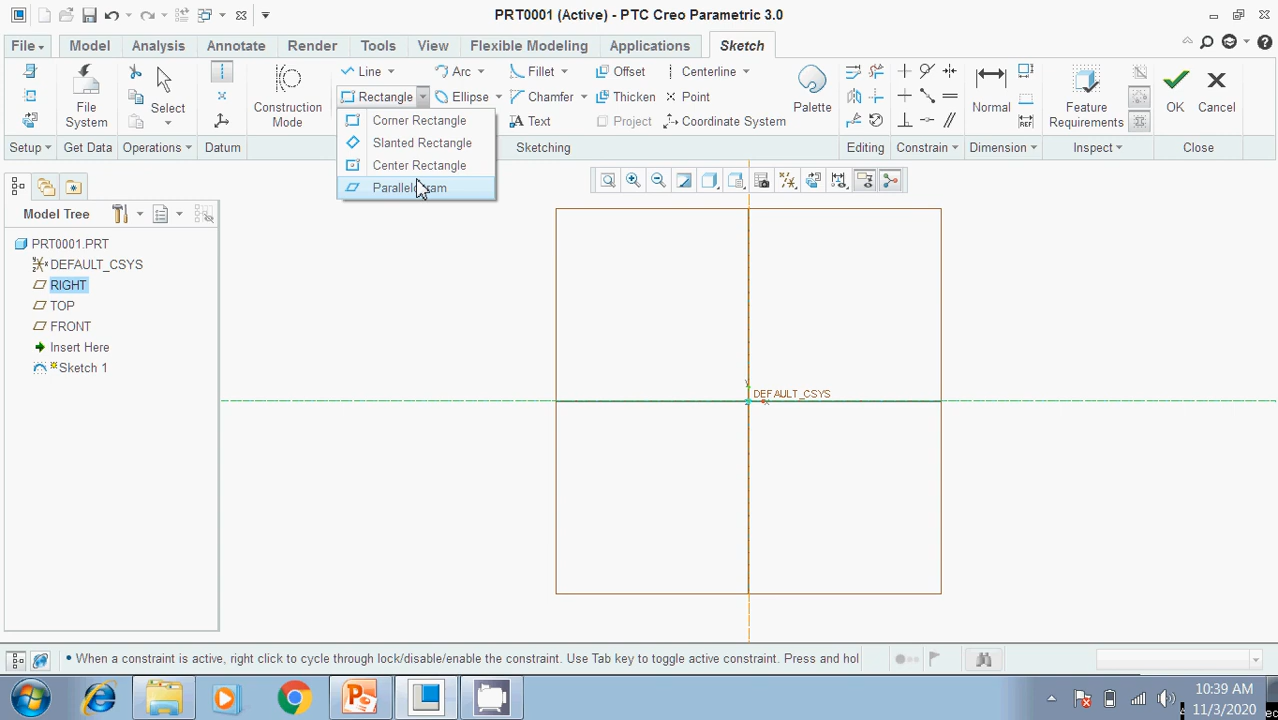 PRT0001 (Active) - PTC Creo Parametric 3.0
File Model Analysis Annotate Render Tools View Flexible Modeling Applications Sketch
Line Arc Fillet Offset Centerline
Rectangle Ellipse Chamfer Thicken Point
Text Project Coordinate System
File System
Select
Construction Mode
Palette
Normal
Feature Requirements
OK Cancel
Setup Get Data Operations Datum Sketching Editing Constrain Dimension Inspect Close
Corner Rectangle
Slanted Rectangle
Center Rectangle
Parallelogram
Model Tree
PRT0001.PRT
DEFAULT_CSYS
RIGHT
TOP
FRONT
Insert Here
Sketch 1
Y
DEFAULT_CSYS
X
• When a constraint is active, right click to cycle through lock/disable/enable the constraint. Use Tab key to toggle active constraint. Press and hol
10:39 AM
11/3/2020